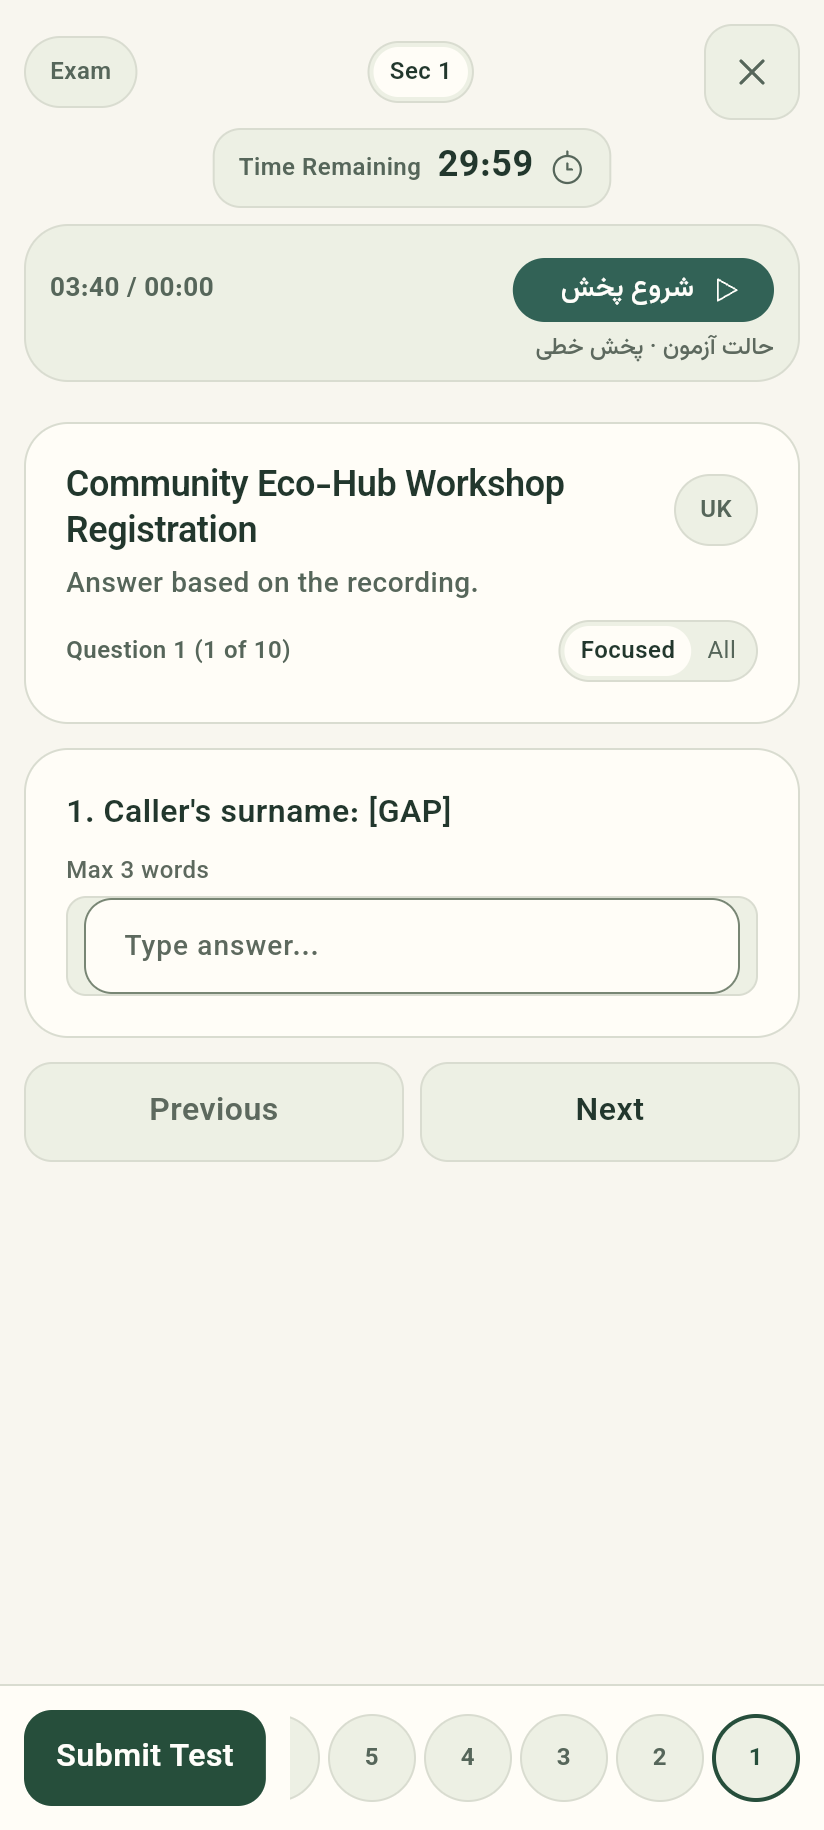 Exam
Sec 1
Time Remaining 29:59
03:40 / 00:00
شروع پخش
حالت آزمون · پخش خطی
Community Eco-Hub Workshop
Registration
UK
Answer based on the recording.
Question 1 (1 of 10)
Focused All
1. Caller's surname: [GAP]
Max 3 words
Type answer...
Previous
Next
Submit Test
5 4 3 2 1